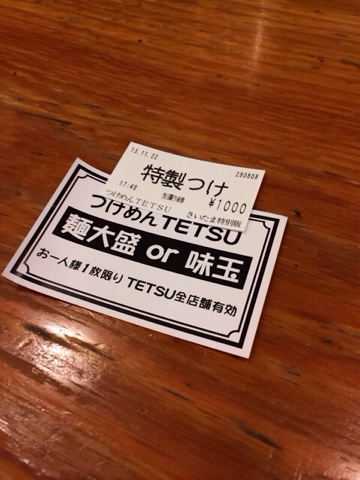 13.11.22 280808
特製つけ
17:49 ¥1000
つけめんTETSU さいたま特別版
つけめんTETSU
麺大盛 or 味玉
お一人様1枚限り TETSU全店舗有効